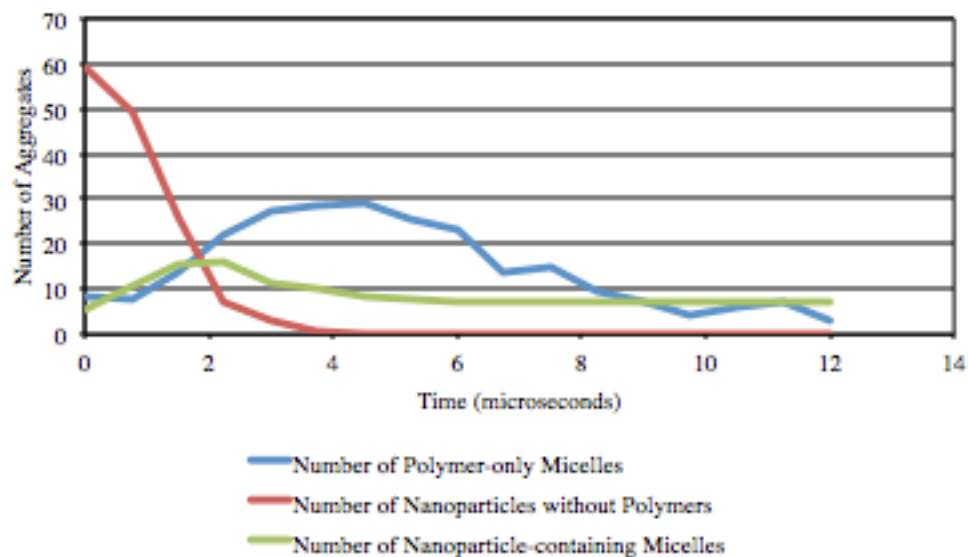 70
60
50
40
30
20
10
0
Number of Aggregates
0 2 4 6 8 10 12 14
Time (microseconds)
Number of Polymer-only Micelles
Number of Nanoparticles without Polymers
Number of Nanoparticle-containing Micelles